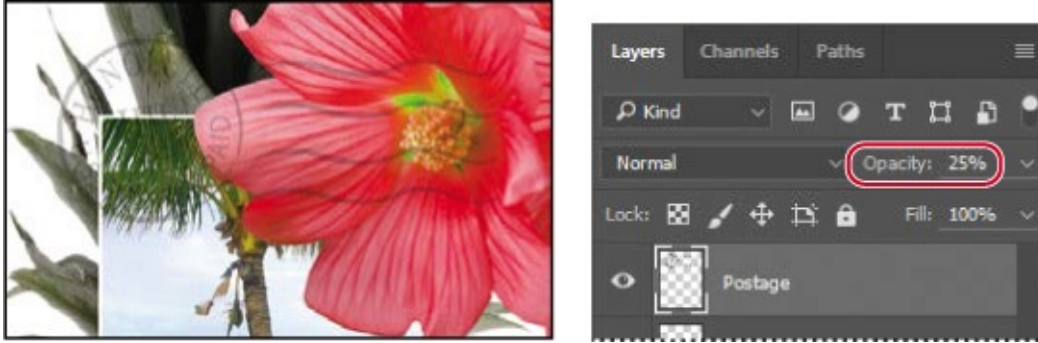 Layers Channels Paths
Kind
Normal Opacity: 25%
Lock: Fill: 100%
Postage